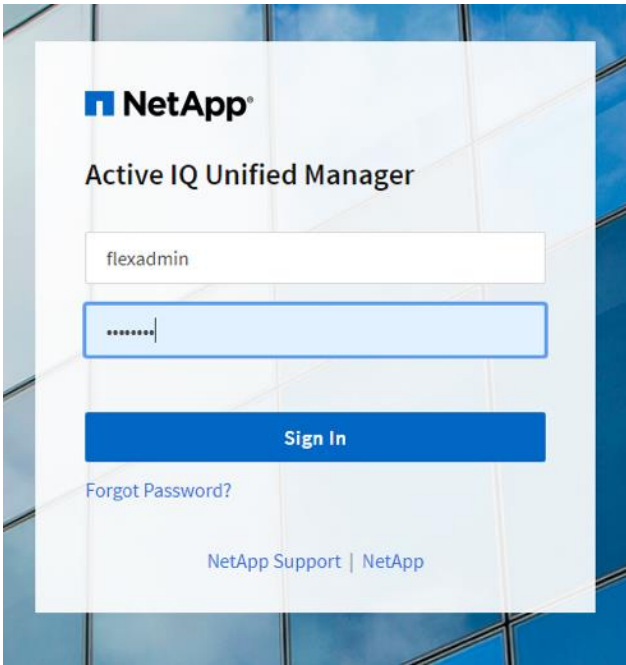 NetApp®
Active IQ Unified Manager
flexadmin
••••••••
Sign In
Forgot Password?
NetApp Support | NetApp